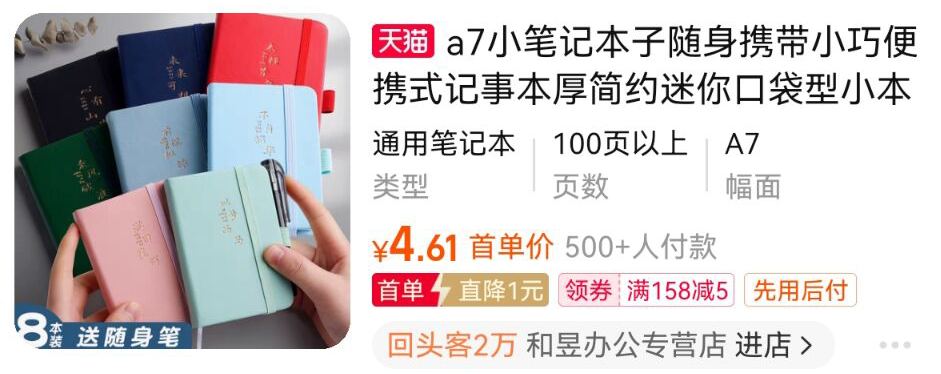 天猫 a7小笔记本子随身携带小巧便
携式记事本厚简约迷你口袋型小本
通用笔记本 100页以上 A7
类型 页数 幅面
¥4.61 首单价 500+人付款
首单 直降1元 领券 满158减5 先用后付
回头客2万 和昱办公专营店 进店 >
8本装 送随身笔